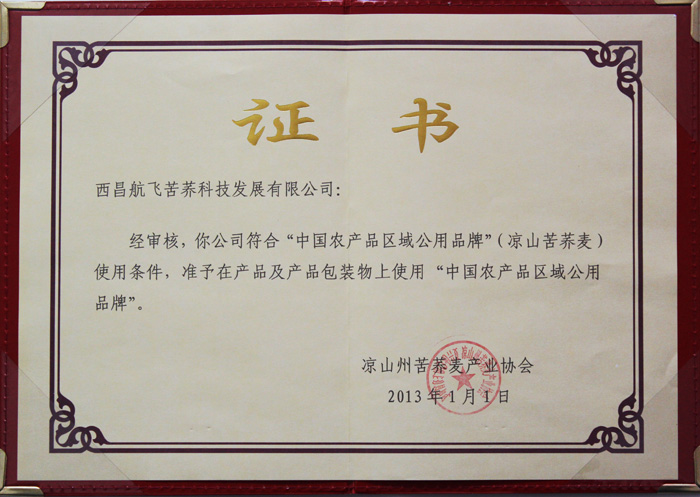 证书
西昌航飞苦荞科技发展有限公司：
经审核，你公司符合“中国农产品区域公用品牌”（凉山苦荞麦）
使用条件，准予在产品及产品包装物上使用“中国农产品区域公用
品牌”。
凉山州苦荞麦产业协会
2013年1月1日